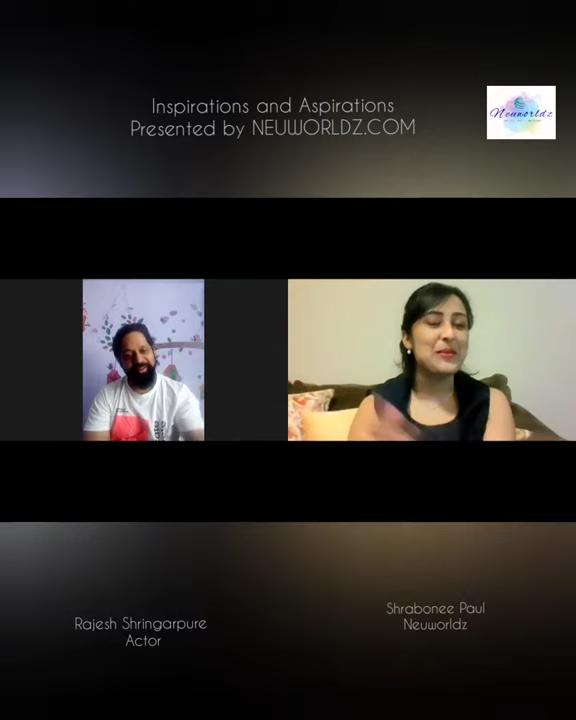 Inspirations and Aspirations
Presented by NEUWORLDZ.COM
Neuworldz
Rajesh Shringarpure
Actor
Shrabonee Paul
Neuworldz